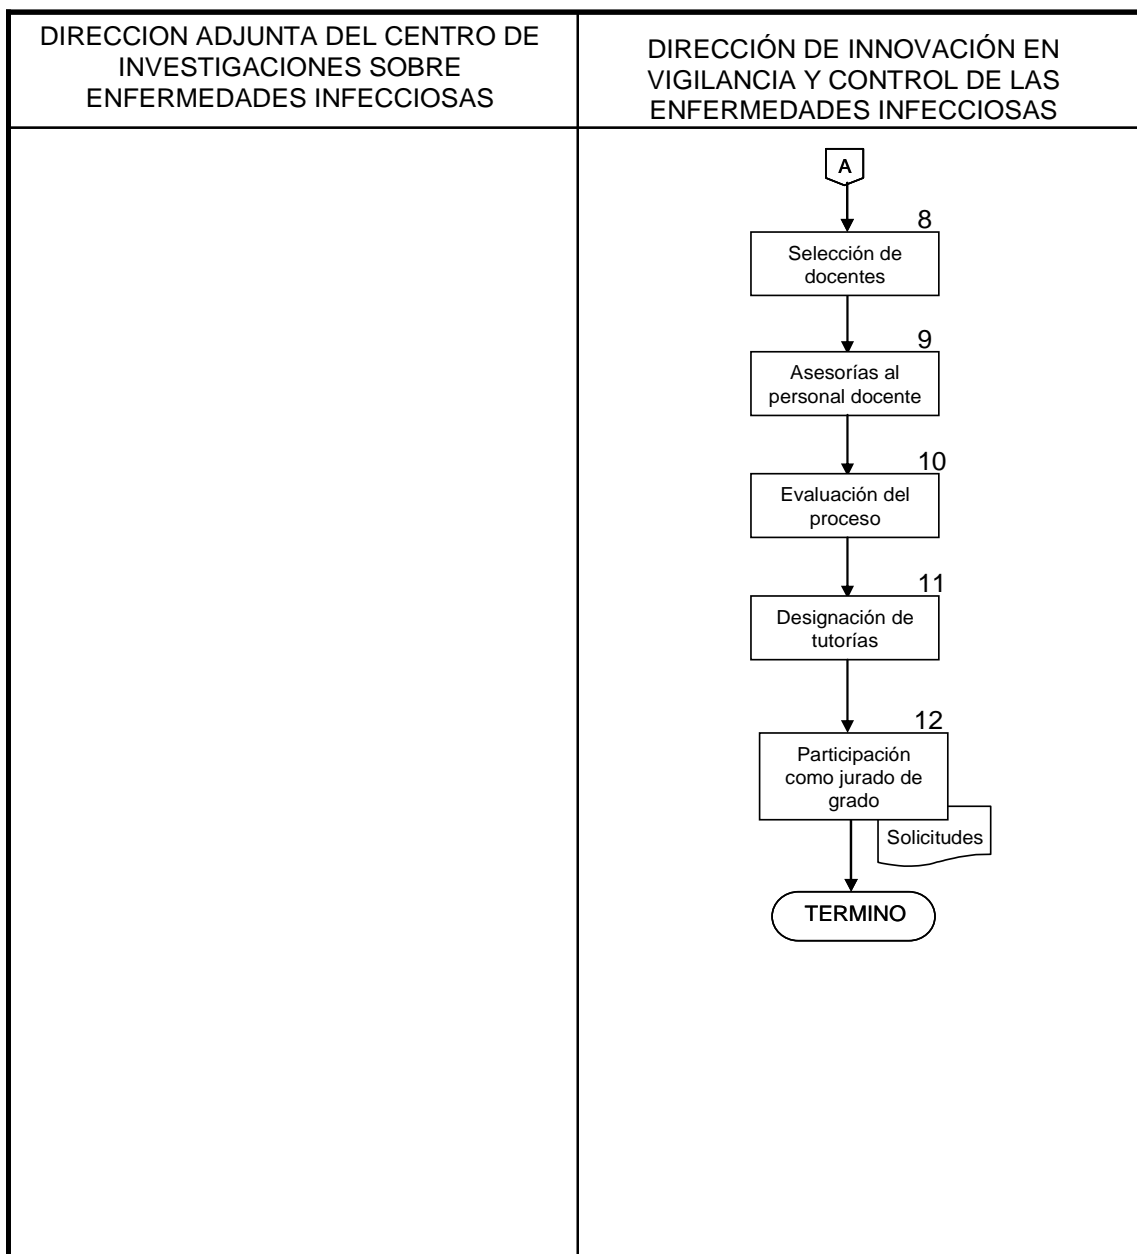 DIRECCION ADJUNTA DEL CENTRO DE
INVESTIGACIONES SOBRE
ENFERMEDADES INFECCIOSAS
DIRECCIÓN DE INNOVACIÓN EN
VIGILANCIA Y CONTROL DE LAS
ENFERMEDADES INFECCIOSAS
A
8
Selección de
docentes
9
Asesorías al
personal docente
10
Evaluación del
proceso
11
Designación de
tutorías
12
Participación
como jurado de
grado
Solicitudes
TERMINO